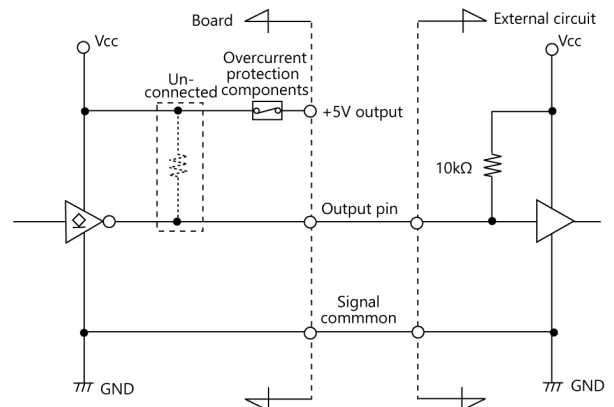 Board
External circuit
Vcc
Overcurrent
protection
components
Un-
connected
Vcc
+5V output
10kΩ
Output pin
Signal
commmon
GND
GND